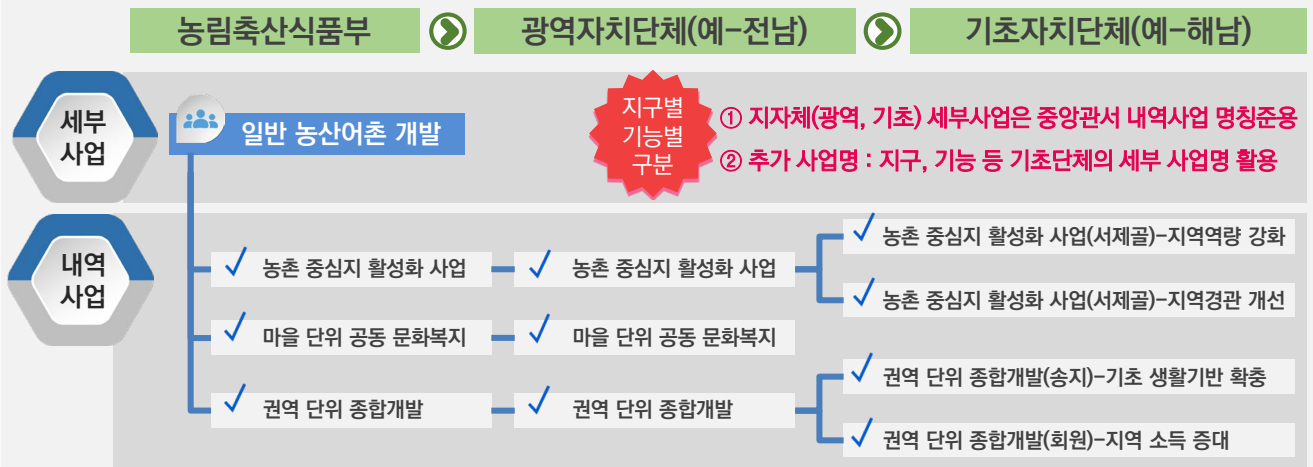 농림축산식품부
광역자치단체(예-전남)
기초자치단체(예-해남)
세부
사업
일반 농산어촌 개발
지구별
기능별
구분
① 지자체(광역, 기초) 세부사업은 중앙관서 내역사업 명칭준용
② 추가 사업명 : 지구, 기능 등 기초단체의 세부 사업명 활용
내역
사업
농촌 중심지 활성화 사업
농촌 중심지 활성화 사업
농촌 중심지 활성화 사업(서제골)-지역역량 강화
농촌 중심지 활성화 사업(서제골)-지역경관 개선
마을 단위 공동 문화복지
마을 단위 공동 문화복지
권역 단위 종합개발
권역 단위 종합개발
권역 단위 종합개발(송지)-기초 생활기반 확충
권역 단위 종합개발(회원)-지역 소득 증대